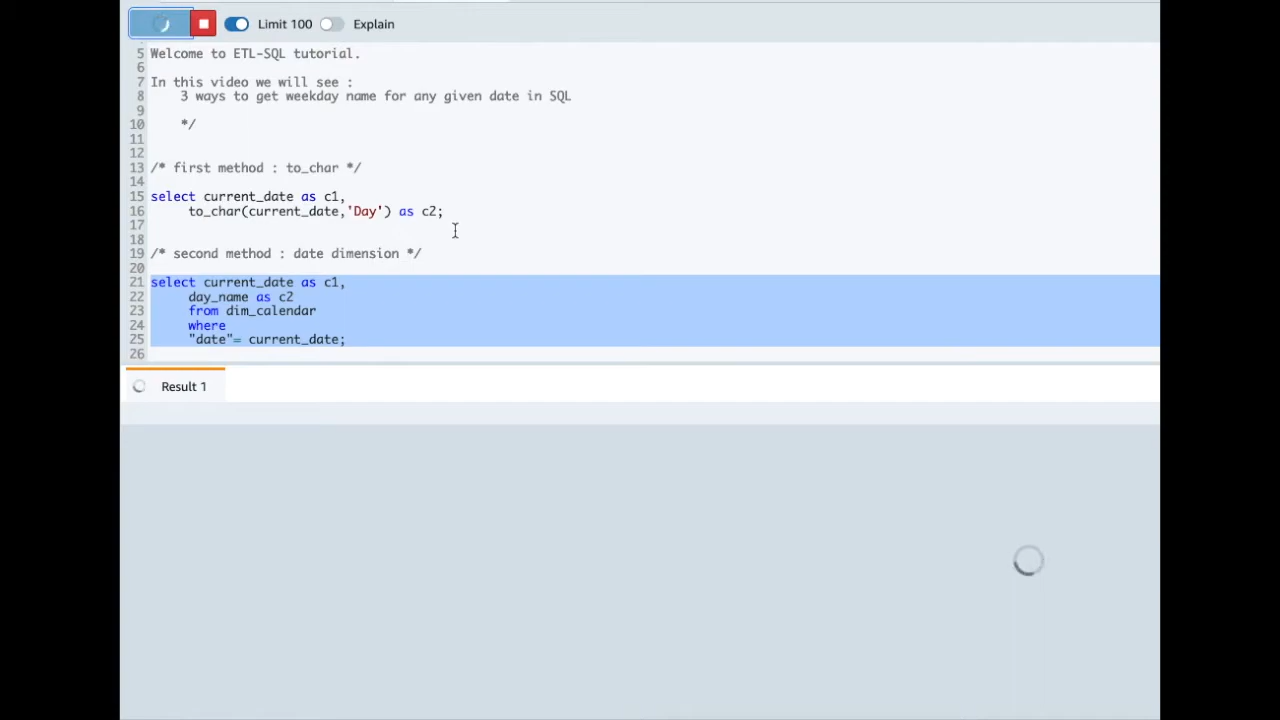 Limit 100 Explain
5 Welcome to ETL-SQL tutorial.
6
7 In this video we will see :
8 3 ways to get weekday name for any given date in SQL
9
10 */
11
12
13 /* first method : to_char */
14
15 select current_date as c1,
16 to_char(current_date,'Day') as c2;
17
18
19 /* second method : date dimension */
20
21 select current_date as c1,
22 day_name as c2
23 from dim_calendar
24 where
25 "date"= current_date;
26
Result 1